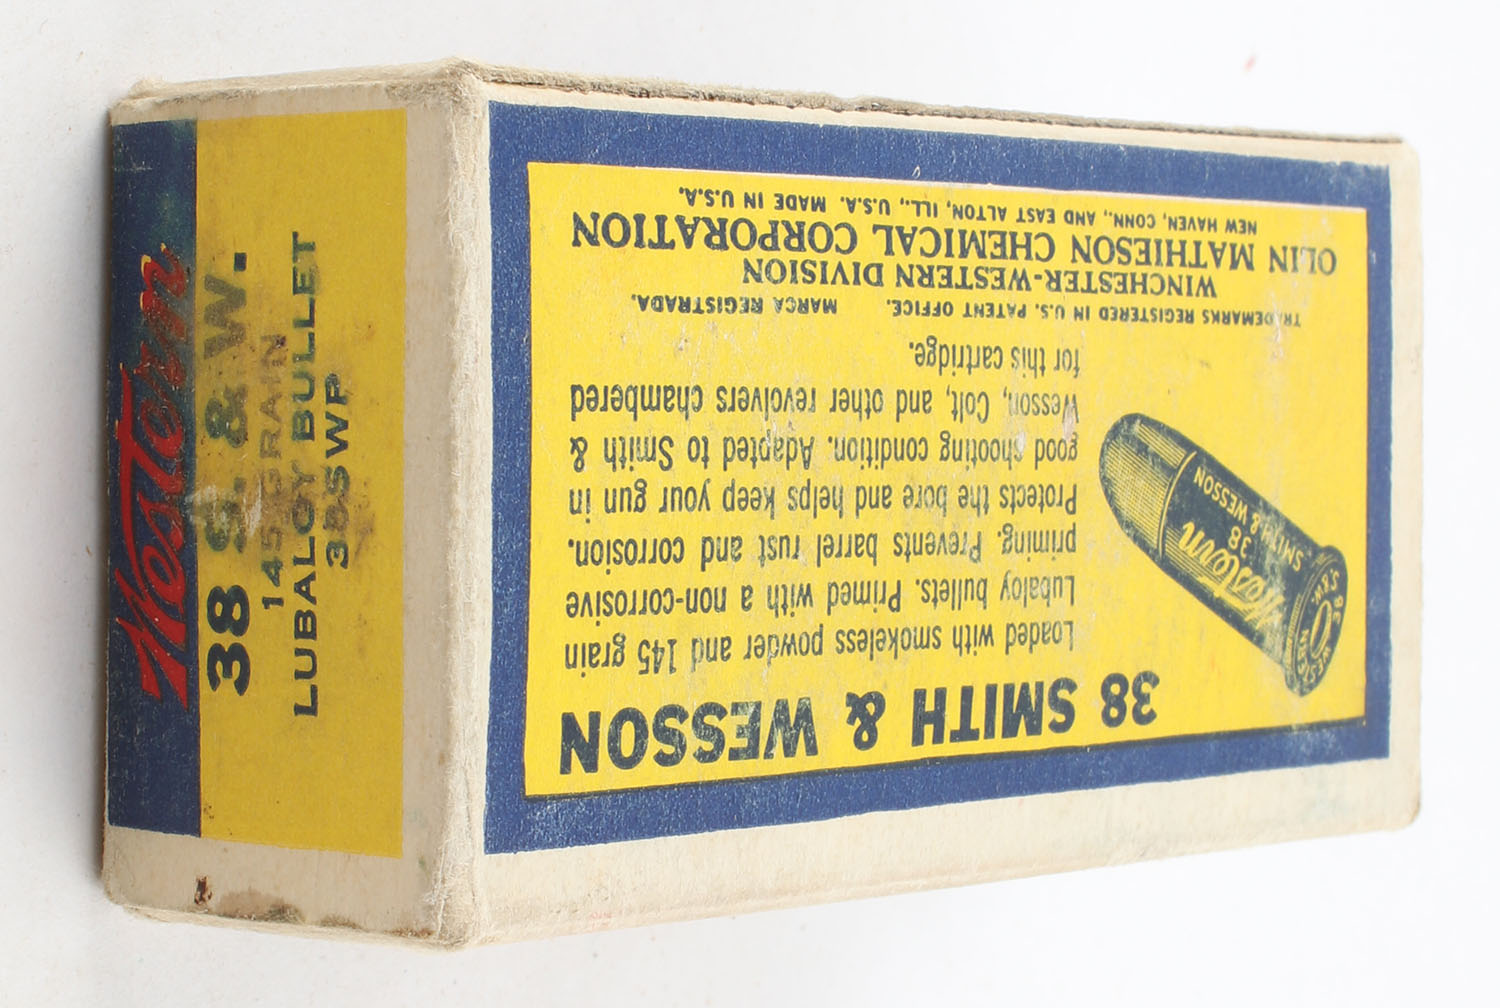 Western
38 S. & W.
145 GRAIN
LUBALOY BULLET
38SWP
38 SMITH & WESSON
Loaded with smokeless powder and 145 grain
Lubaloy bullets. Primed with a non-corrosive
priming. Prevents barrel rust and corrosion.
Protects the bore and helps keep your gun in
good shooting condition. Adapted to Smith &
Wesson, Colt, and other revolvers chambered
for this cartridge.
Western
38
SMITH & WESSON
WESTERN
38 S.&W.
TRADEMARKS REGISTERED IN U.S. PATENT OFFICE. MARCA REGISTRADA.
WINCHESTER-WESTERN DIVISION
OLIN MATHIESON CHEMICAL CORPORATION
NEW HAVEN, CONN., AND EAST ALTON, ILL., U.S.A. MADE IN U.S.A.